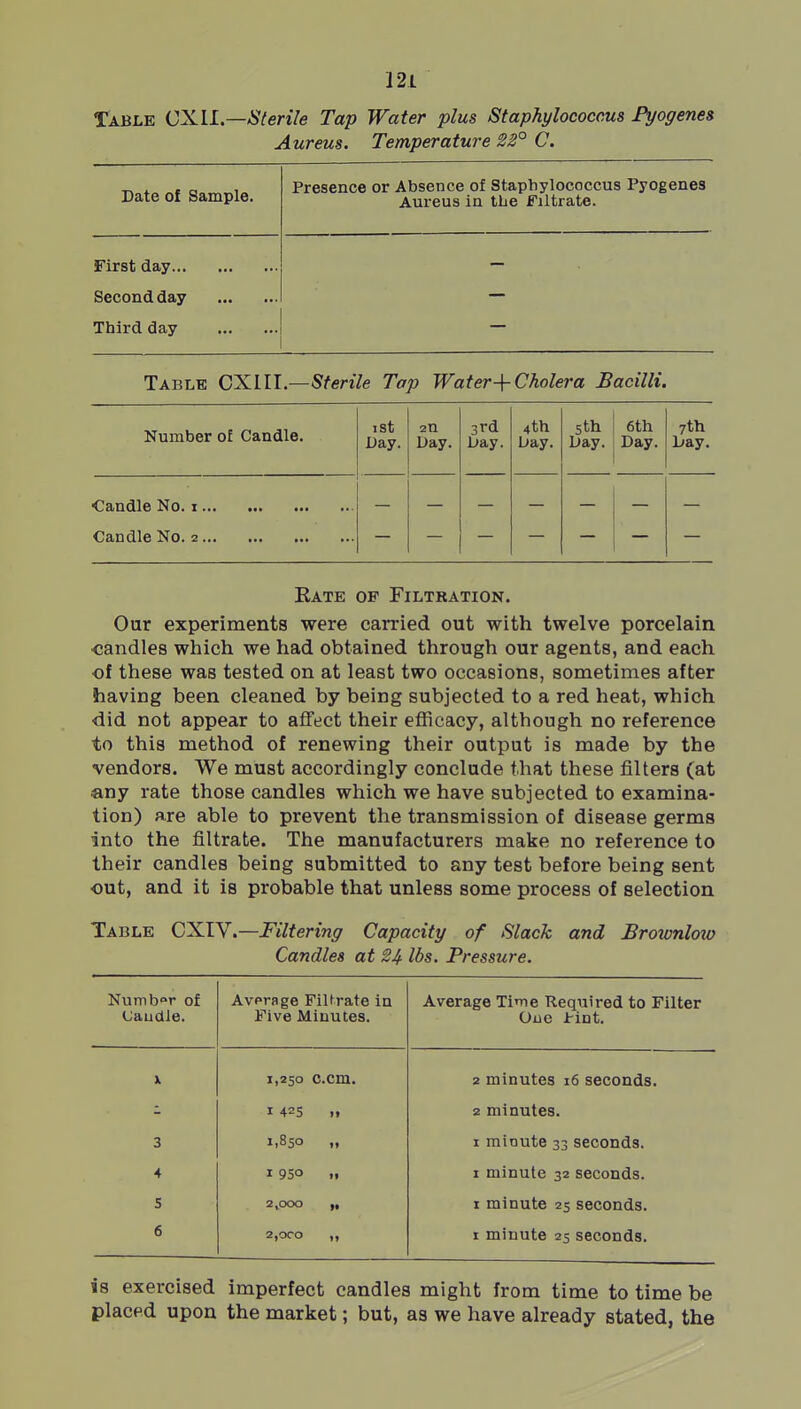 121
TABLE CXII.—Sterile Tap Water plus Staphylococcus Pyogenes
Aureus. Temperature 22° C.
Date of Sample. Presence or Absence of Staphylococcus Pyogenes
Aureus in the Filtrate.
First day... ... ... —
Second day ... ... —
Third day ... ... —
TABLE CXIII.—Sterile Tap Water+Cholera Bacilli.
Number of Candle. 1st Day. 2n Day. 3rd Day. 4th Day. 5th Day. 6th Day. 7th Day.
Candle No. 1... ... ... ... — — — — — — —
Candle No. 2... ... ... ... — — — — — — —
RATE OF FILTRATION.
Our experiments were carried out with twelve porcelain
candles which we had obtained through our agents, and each
of these was tested on at least two occasions, sometimes after
having been cleaned by being subjected to a red heat, which
did not appear to affect their efficacy, although no reference
to this method of renewing their output is made by the
vendors. We must accordingly conclude that these filters (at
any rate those candles which we have subjected to examina-
tion) are able to prevent the transmission of disease germs
into the filtrate. The manufacturers make no reference to
their candles being submitted to any test before being sent
out, and it is probable that unless some process of selection
TABLE CXIV.—Filtering Capacity of Slack and Brownlow
Candles at 24 lbs. Pressure.
Number of Candle. Average Filtrate in Five Minutes. Average Time Required to Filter One Pint.
1,250 c.cm. 2 minutes 16 seconds.
1 425 ,, 2 minutes.
3 1,850 ,, 1 minute 33 seconds.
4 1 950 ,, 1 minute 32 seconds.
5 2,000 ,, 1 minute 25 seconds.
6 2,000 ,, 1 minute 25 seconds.
is exercised imperfect candles might from time to time be
placed upon the market; but, as we have already stated, the